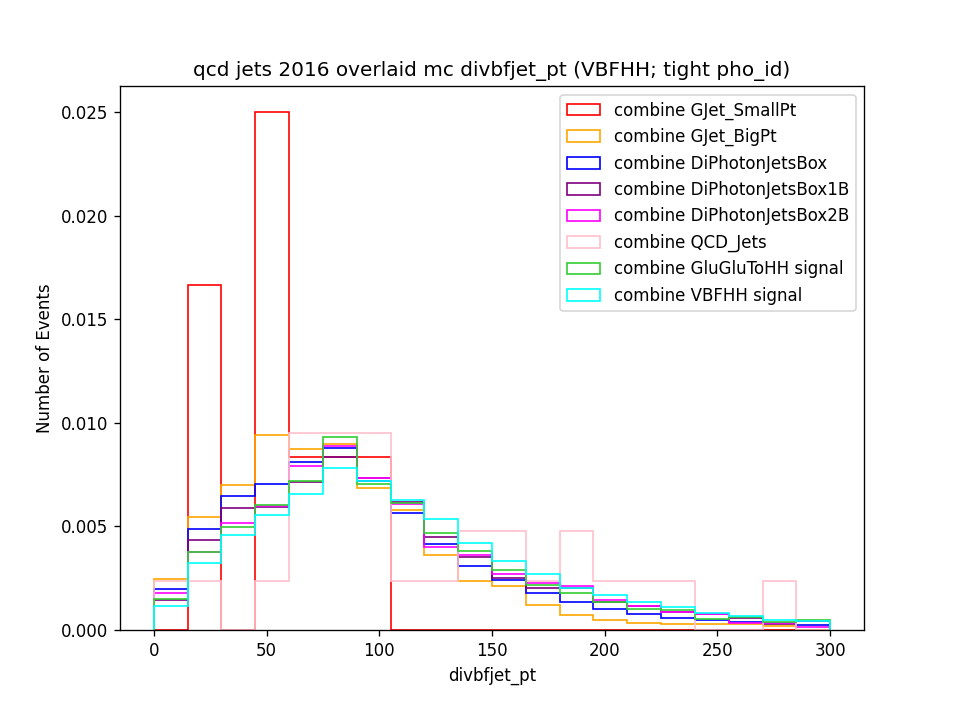 qcd jets 2016 overlaid mc divbfjet_pt (VBFHH; tight pho_id)
combine GJet_SmallPt
combine GJet_BigPt
combine DiPhotonJetsBox
combine DiPhotonJetsBox1B
combine DiPhotonJetsBox2B
combine QCD_Jets
combine GluGluToHH signal
combine VBFHH signal
Number of Events
0.025
0.020
0.015
0.010
0.005
0.000
0 50 100 150 200 250 300
divbfjet_pt